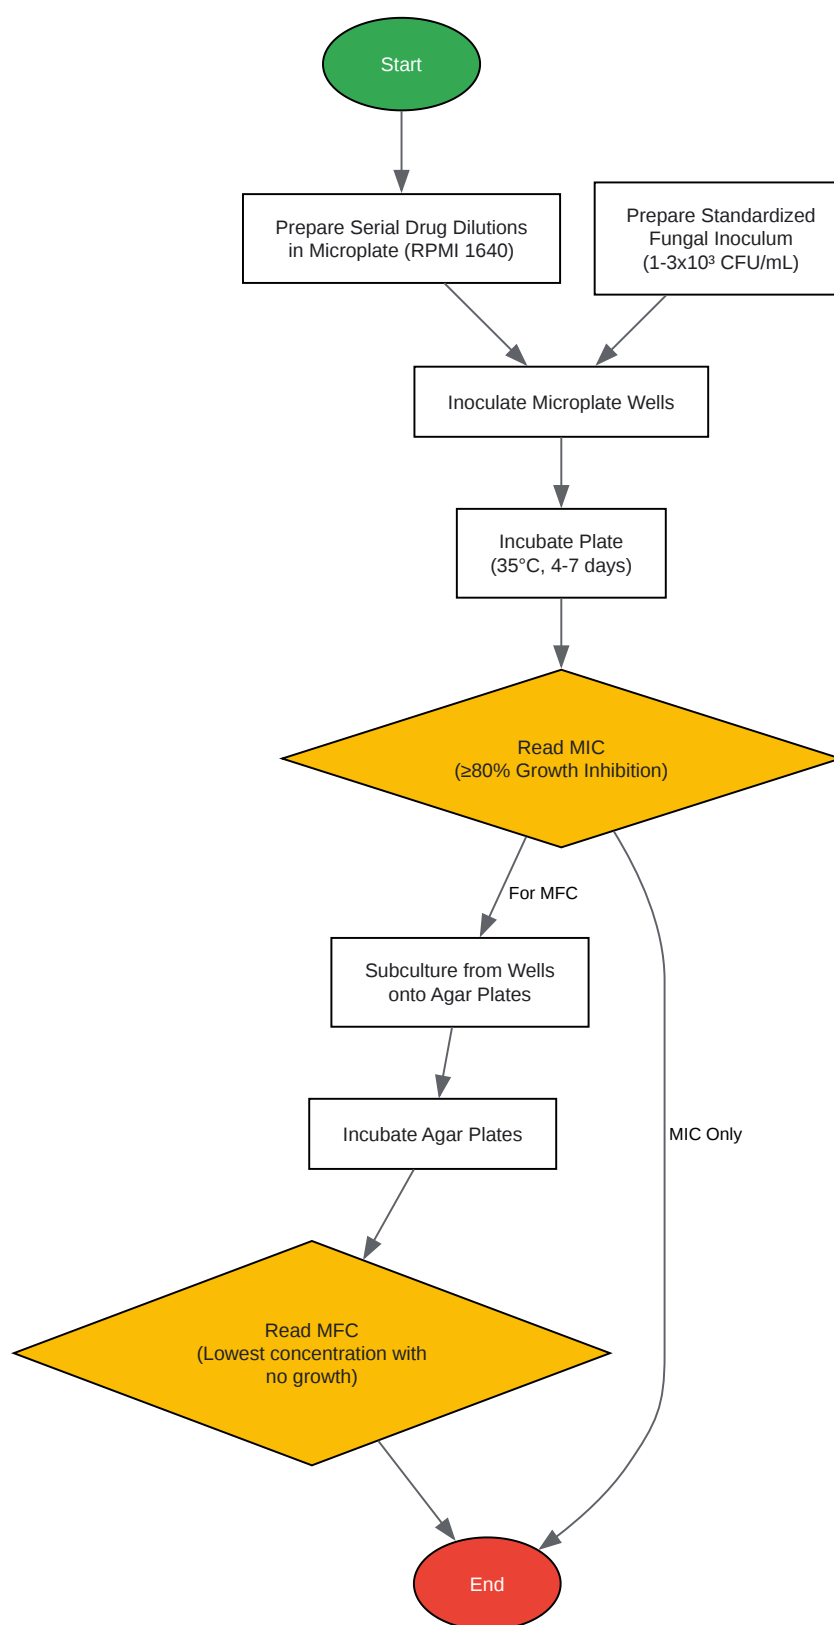 Start
Prepare Serial Drug Dilutions
in Microplate (RPMI 1640)
Prepare Standardized
Fungal Inoculum
(1-3x10³ CFU/mL)
Inoculate Microplate Wells
Incubate Plate
(35°C, 4-7 days)
Read MIC
(≥80% Growth Inhibition)
For MFC
Subculture from Wells
onto Agar Plates
Incubate Agar Plates
MIC Only
Read MFC
(Lowest concentration with
no growth)
End